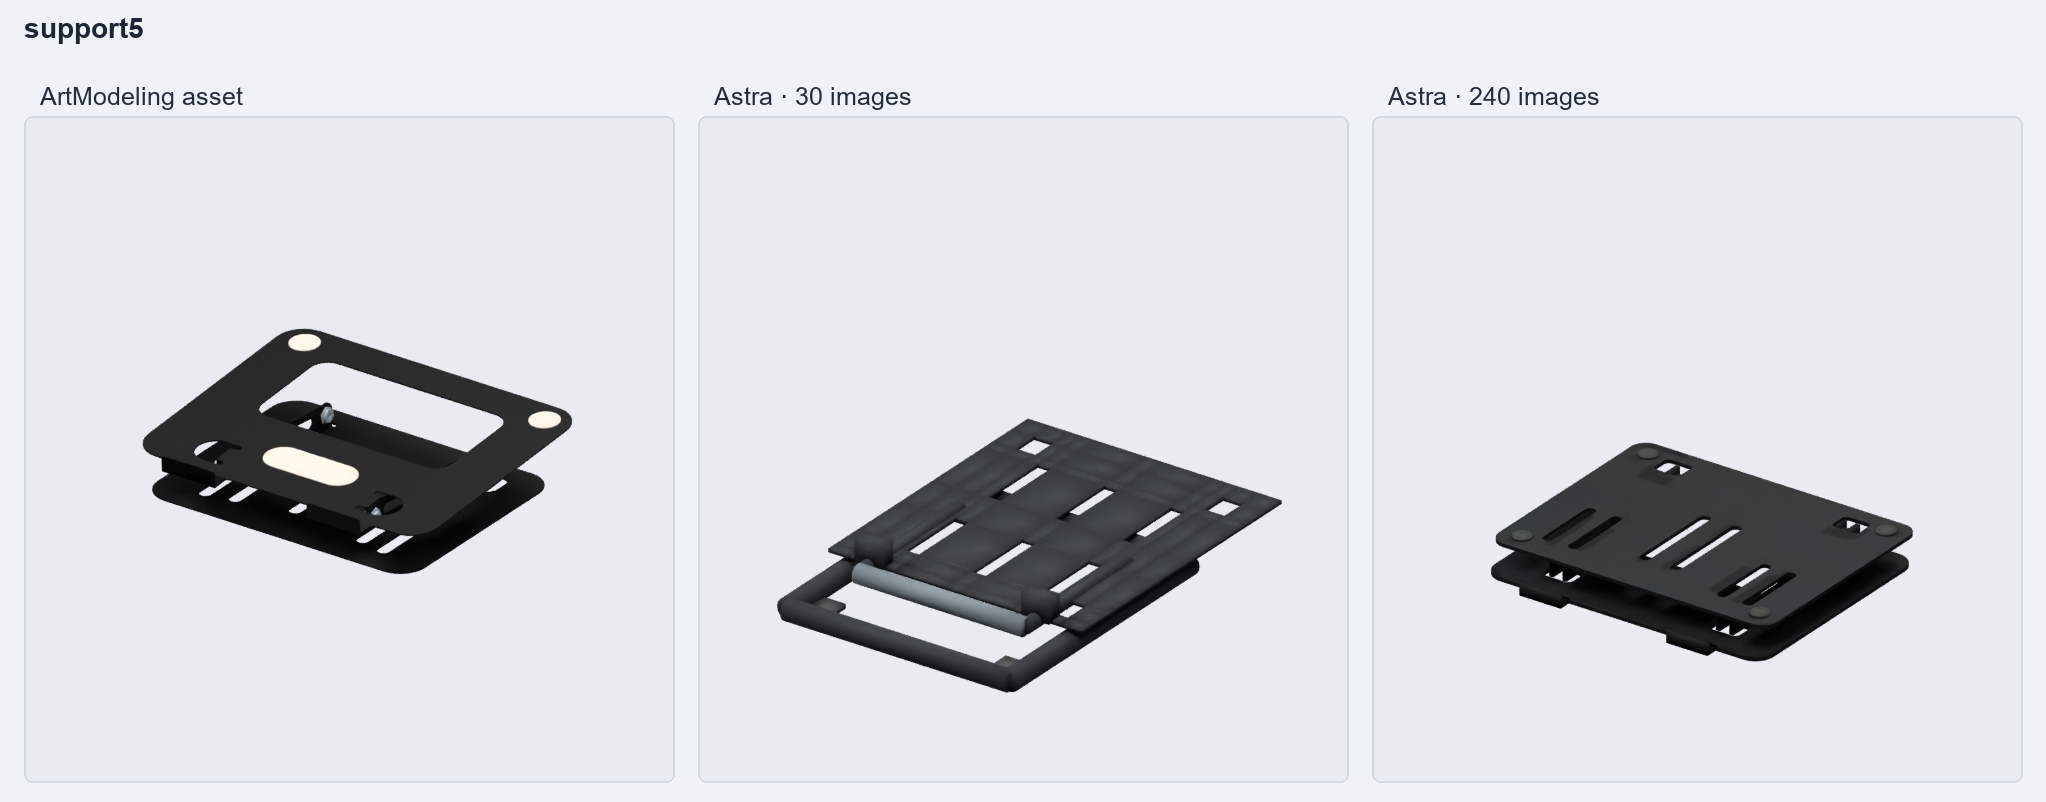 support5
ArtModeling asset
Astra · 30 images
Astra · 240 images